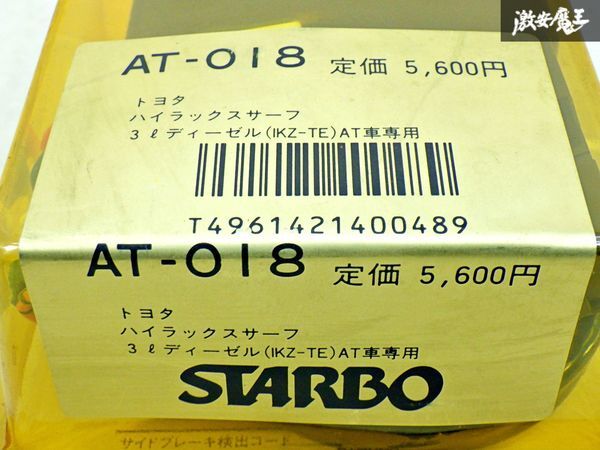 激安魔王
AT-018 定価 5,600円
トヨタ
ハイラックスサーフ
3ℓディーゼル(IKZ-TE)AT車専用
T4961421400489
AT-018 定価 5,600円
トヨタ
ハイラックスサーフ
3ℓディーゼル(IKZ-TE)AT車専用
STARBO
サイドブレーキ検出コード